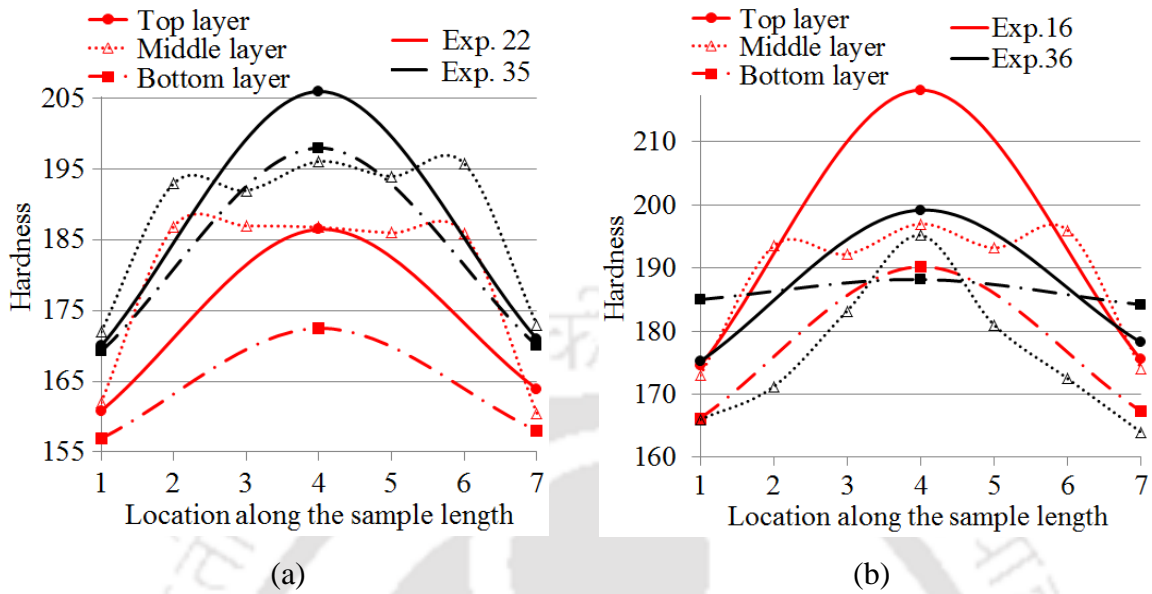 Top layer
Middle layer
Bottom layer
Exp. 22
Exp. 35
205
195
185
175
165
155
Hardness
1 2 3 4 5 6 7
Location along the sample length
(a)
Top layer
Middle layer
Bottom layer
Exp.16
Exp.36
210
200
190
180
170
160
Hardness
1 2 3 4 5 6 7
Location along the sample length
(b)